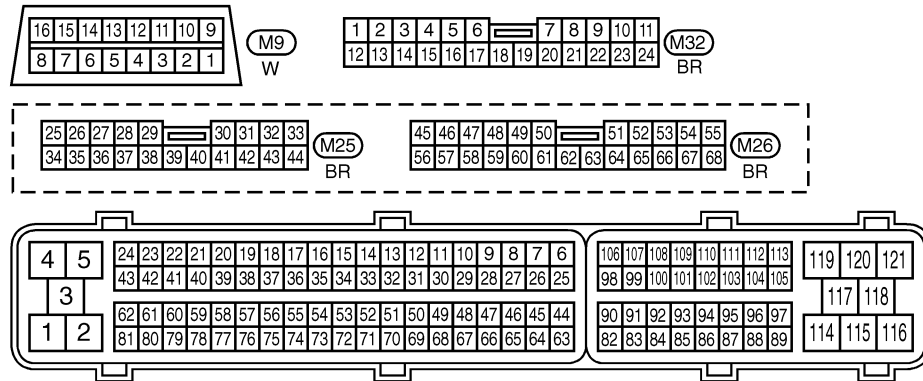 16 15 14 13 12 11 10 9
8 7 6 5 4 3 2 1
M9
W
1 2 3 4 5 6 7 8 9 10 11
12 13 14 15 16 17 18 19 20 21 22 23 24
M32
BR
25 26 27 28 29 30 31 32 33
34 35 36 37 38 39 40 41 42 43 44
M25
BR
45 46 47 48 49 50 51 52 53 54 55
56 57 58 59 60 61 62 63 64 65 66 67 68
M26
BR
4 5
3
1 2
24 23 22 21 20 19 18 17 16 15 14 13 12 11 10 9 8 7 6
43 42 41 40 39 38 37 36 35 34 33 32 31 30 29 28 27 26 25
62 61 60 59 58 57 56 55 54 53 52 51 50 49 48 47 46 45 44
81 80 79 78 77 76 75 74 73 72 71 70 69 68 67 66 65 64 63
106 107 108 109 110 111 112 113
98 99 100 101 102 103 104 105
90 91 92 93 94 95 96 97
82 83 84 85 86 87 88 89
119 120 121
117 118
114 115 116